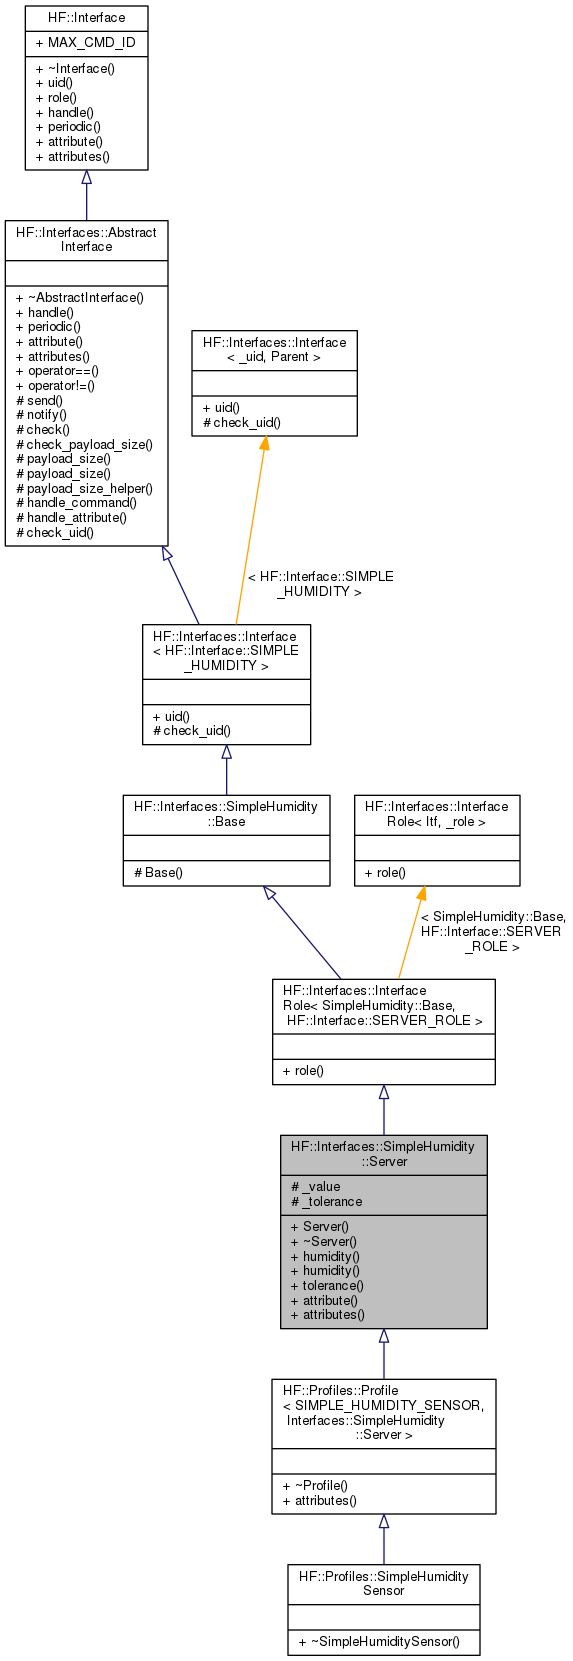 HF::Interface
+ MAX_CMD_ID
+ ~Interface()
+ uid()
+ role()
+ handle()
+ periodic()
+ attribute()
+ attributes()
HF::Interfaces::Abstract
Interface
+ ~AbstractInterface()
+ handle()
+ periodic()
+ attribute()
+ attributes()
+ operator==()
+ operator!=()
# send()
# notify()
# check()
# check_payload_size()
# payload_size()
# payload_size()
# payload_size_helper()
# handle_command()
# handle_attribute()
# check_uid()
HF::Interfaces::Interface
< _uid, Parent >
+ uid()
# check_uid()
< HF::Interface::SIMPLE
_HUMIDITY >
HF::Interfaces::Interface
< HF::Interface::SIMPLE
_HUMIDITY >
+ uid()
# check_uid()
HF::Interfaces::SimpleHumidity
::Base
# Base()
HF::Interfaces::Interface
Role< Itf, _role >
+ role()
< SimpleHumidity::Base,
HF::Interface::SERVER
_ROLE >
HF::Interfaces::Interface
Role< SimpleHumidity::Base,
HF::Interface::SERVER_ROLE >
+ role()
HF::Interfaces::SimpleHumidity
::Server
# _value
# _tolerance
+ Server()
+ ~Server()
+ humidity()
+ humidity()
+ tolerance()
+ attribute()
+ attributes()
HF::Profiles::Profile
< SIMPLE_HUMIDITY_SENSOR,
Interfaces::SimpleHumidity
::Server >
+ ~Profile()
+ attributes()
HF::Profiles::SimpleHumidity
Sensor
+ ~SimpleHumiditySensor()